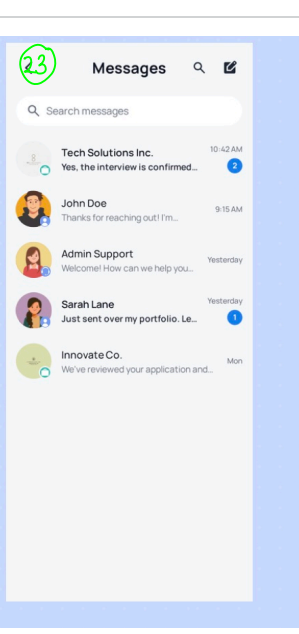 23
Messages
Search messages
Tech Solutions Inc.
10:42 AM
Yes, the interview is confirmed...
2
John Doe
9:15 AM
Thanks for reaching out! I'm...
Admin Support
Yesterday
Welcome! How can we help you...
Sarah Lane
Yesterday
Just sent over my portfolio. Le...
1
Innovate Co.
Mon
We've reviewed your application and...